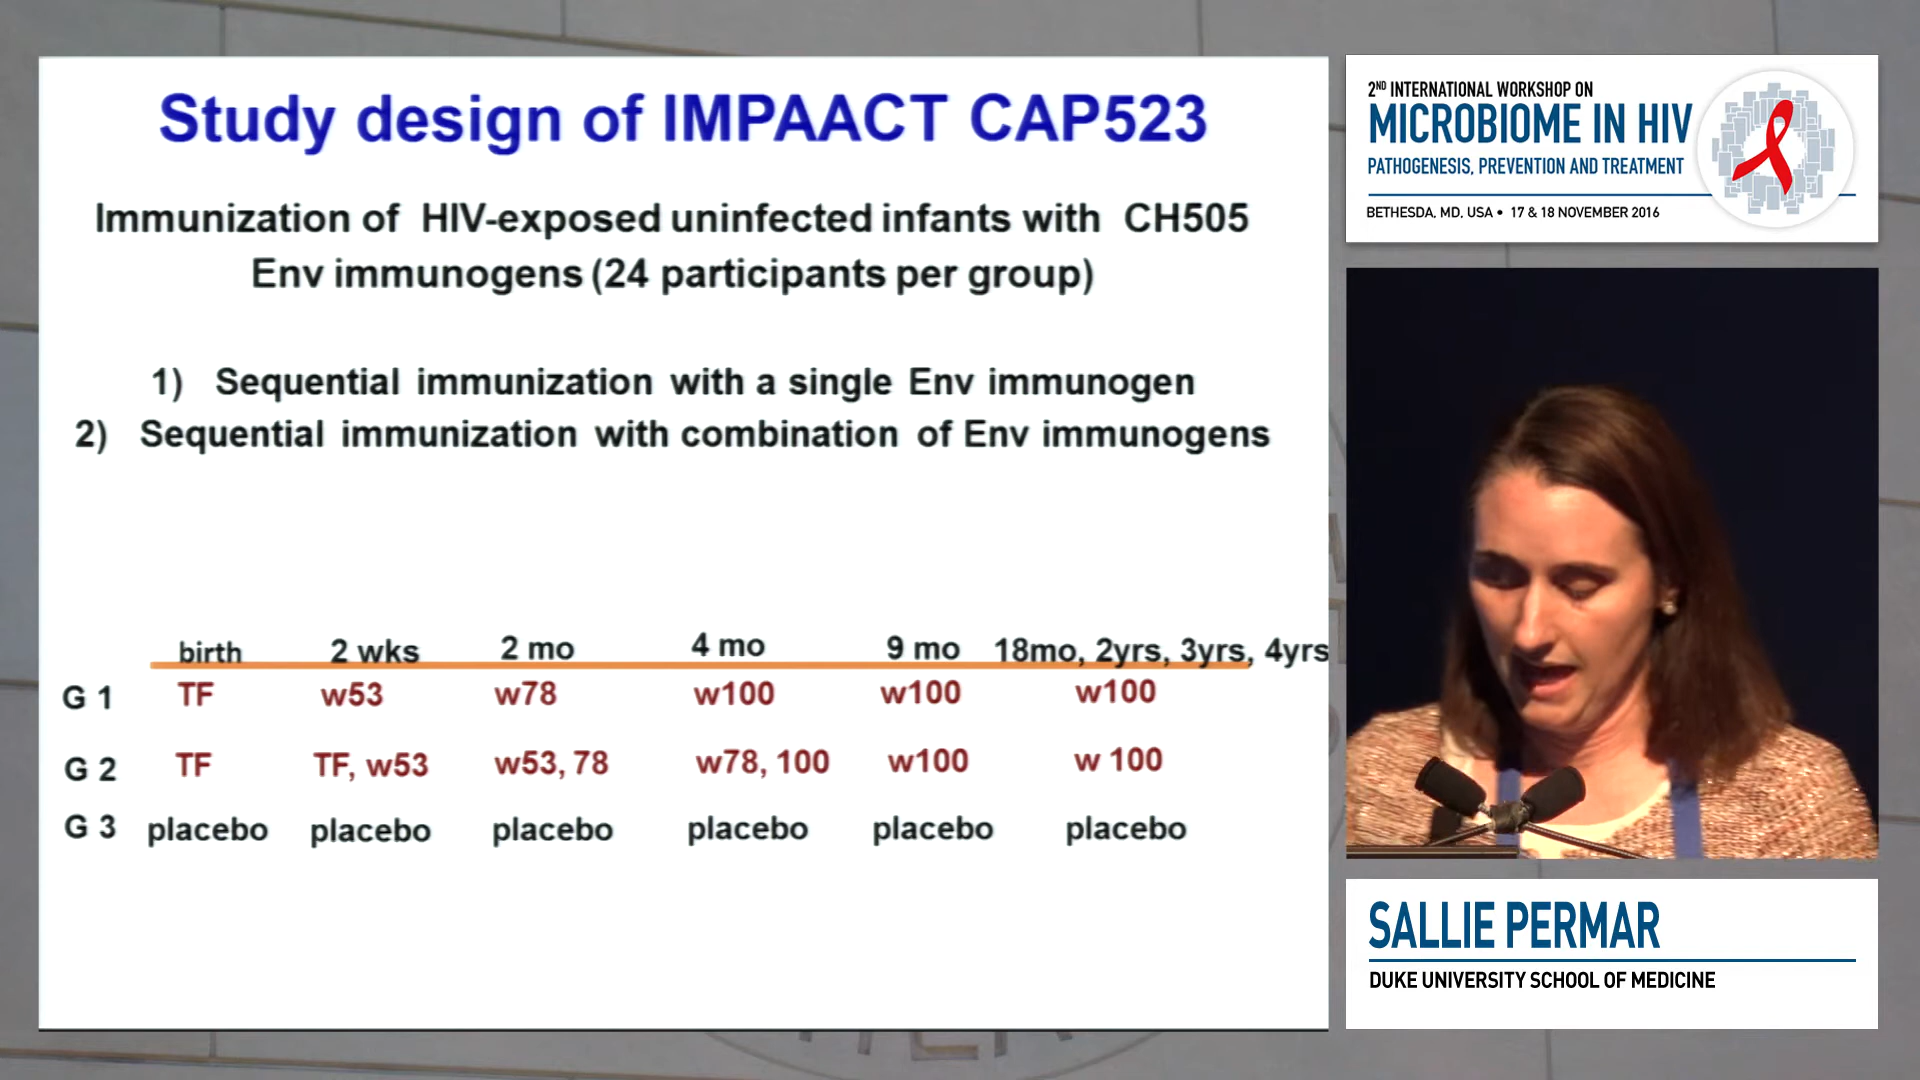 Study design of IMPAACT CAP523
Immunization of HIV-exposed uninfected infants with CH505
Env immunogens (24 participants per group)
1) Sequential immunization with a single Env immunogen
2) Sequential immunization with combination of Env immunogens
birth 2 wks 2 mo 4 mo 9 mo 18mo, 2yrs, 3yrs, 4yrs
G 1 TF w53 w78 w100 w100 w100
G 2 TF TF, w53 w53, 78 w78, 100 w100 w 100
G 3 placebo placebo placebo placebo placebo placebo
2ND INTERNATIONAL WORKSHOP ON
MICROBIOME IN HIV
PATHOGENESIS, PREVENTION AND TREATMENT
BETHESDA, MD, USA • 17 & 18 NOVEMBER 2016
SALLIE PERMAR
DUKE UNIVERSITY SCHOOL OF MEDICINE